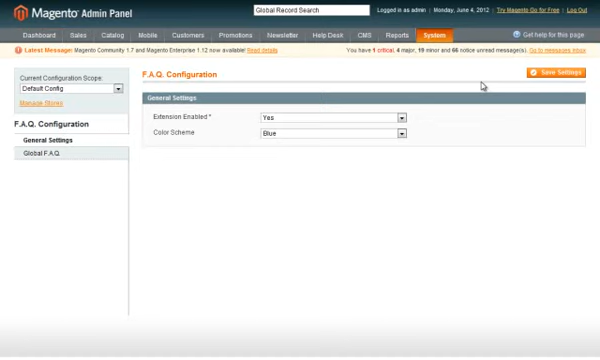 Magento Admin Panel
Global Record Search
Logged in as admin | Monday, June 4, 2012 | Try Magento Go for Free | Log Out
Dashboard Sales Catalog Mobile Customers Promotions Newsletter Help Desk CMS Reports System Get help for this page
Latest Message: Magento Community 1.7 and Magento Enterprise 1.12 now available! Read details You have 1 critical, 4 major, 19 minor and 66 notice unread message(s). Go to messages inbox
Current Configuration Scope:
Default Config
Manage Stores
F.A.Q. Configuration
General Settings
Global F.A.Q.
F.A.Q. Configuration
Save Settings
General Settings
Extension Enabled * Yes
Color Scheme Blue